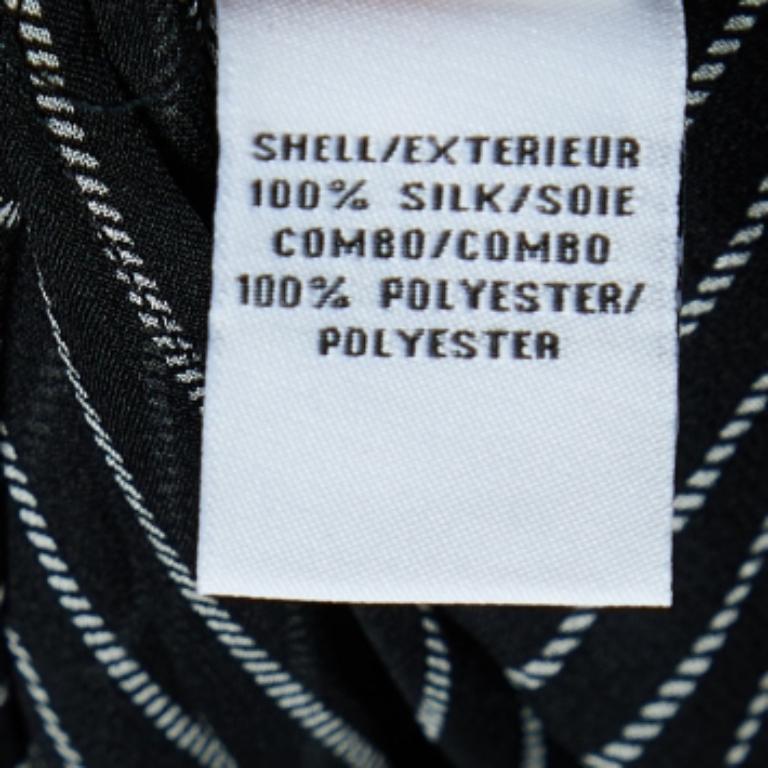 SHELL/EXTERIEUR
100% SILK/SOIE
COMBO/COMBO
100% POLYESTER/
POLYESTER